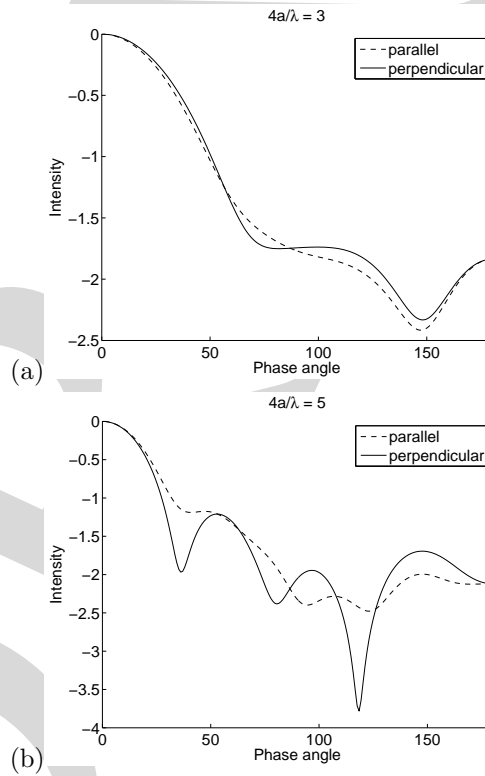 4a/λ = 3
parallel
perpendicular
0
−0.5
−1
−1.5
−2
−2.5
Intensity
0
50
100
150
Phase angle
(a)
4a/λ = 5
parallel
perpendicular
0
−0.5
−1
−1.5
−2
−2.5
−3
−3.5
−4
Intensity
0
50
100
150
Phase angle
(b)